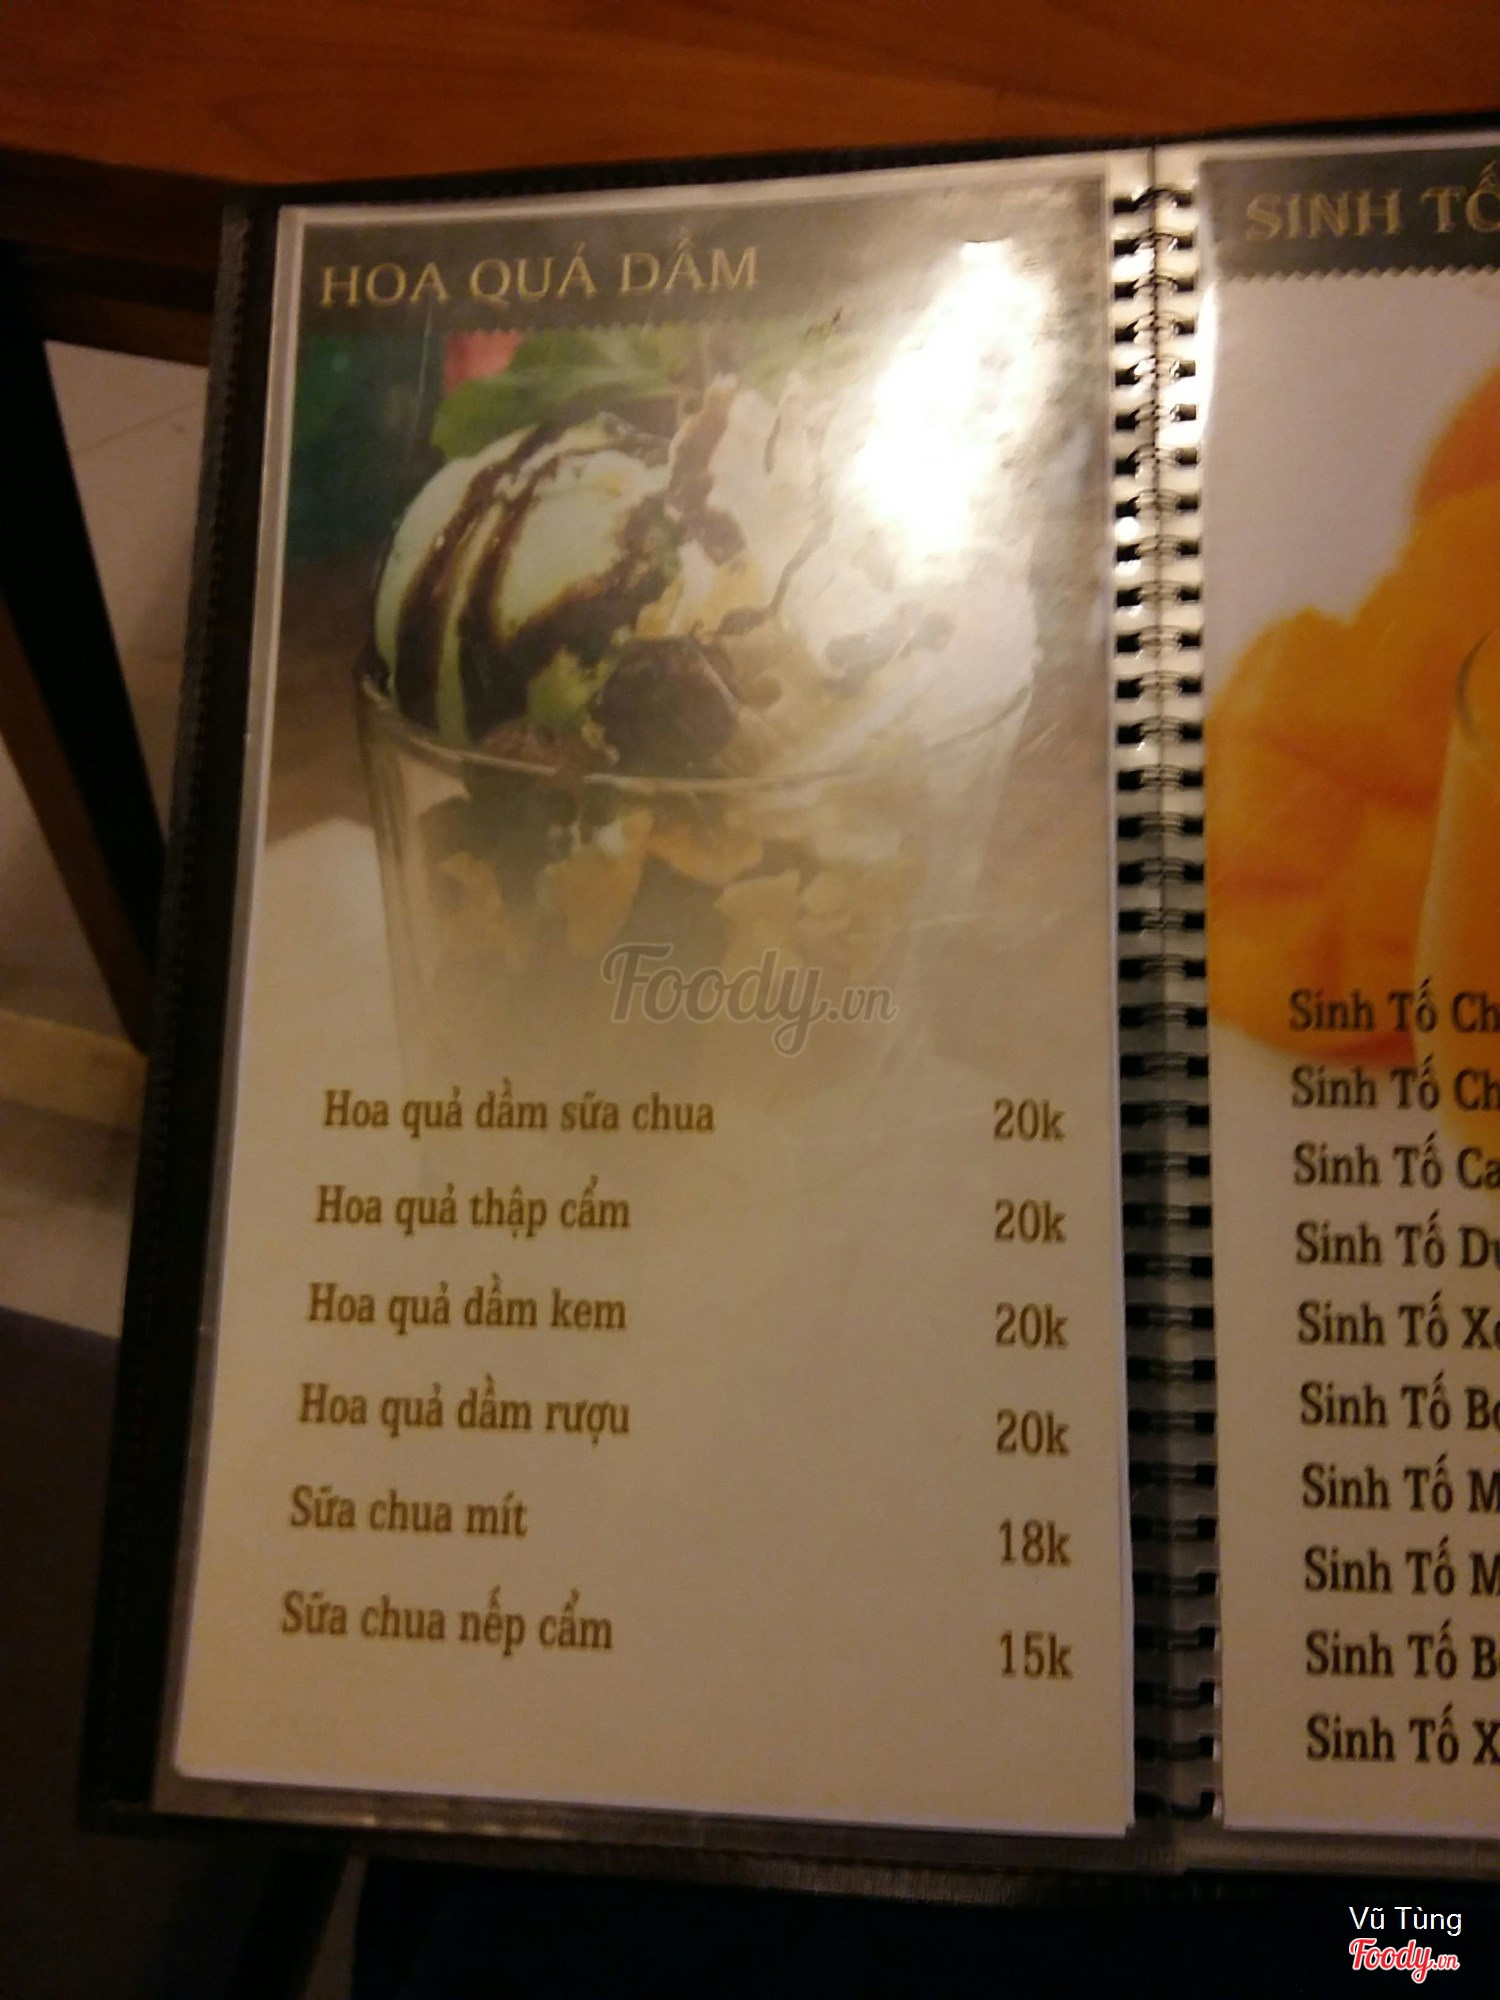 HOA QUẢ DẦM
Hoa quả dầm sữa chua 20k
Hoa quả thập cẩm 20k
Hoa quả dầm kem 20k
Hoa quả dầm rượu 20k
Sữa chua mít 18k
Sữa chua nếp cẩm 15k
SINH TỐ
Sinh Tố
Sinh Tố
Sinh Tố
Sinh Tố
Sinh Tố
Sinh Tố
Sinh Tố
Sinh Tố
Sinh Tố
Sinh Tố
Foody.vn
Vũ Tùng
Foody.vn